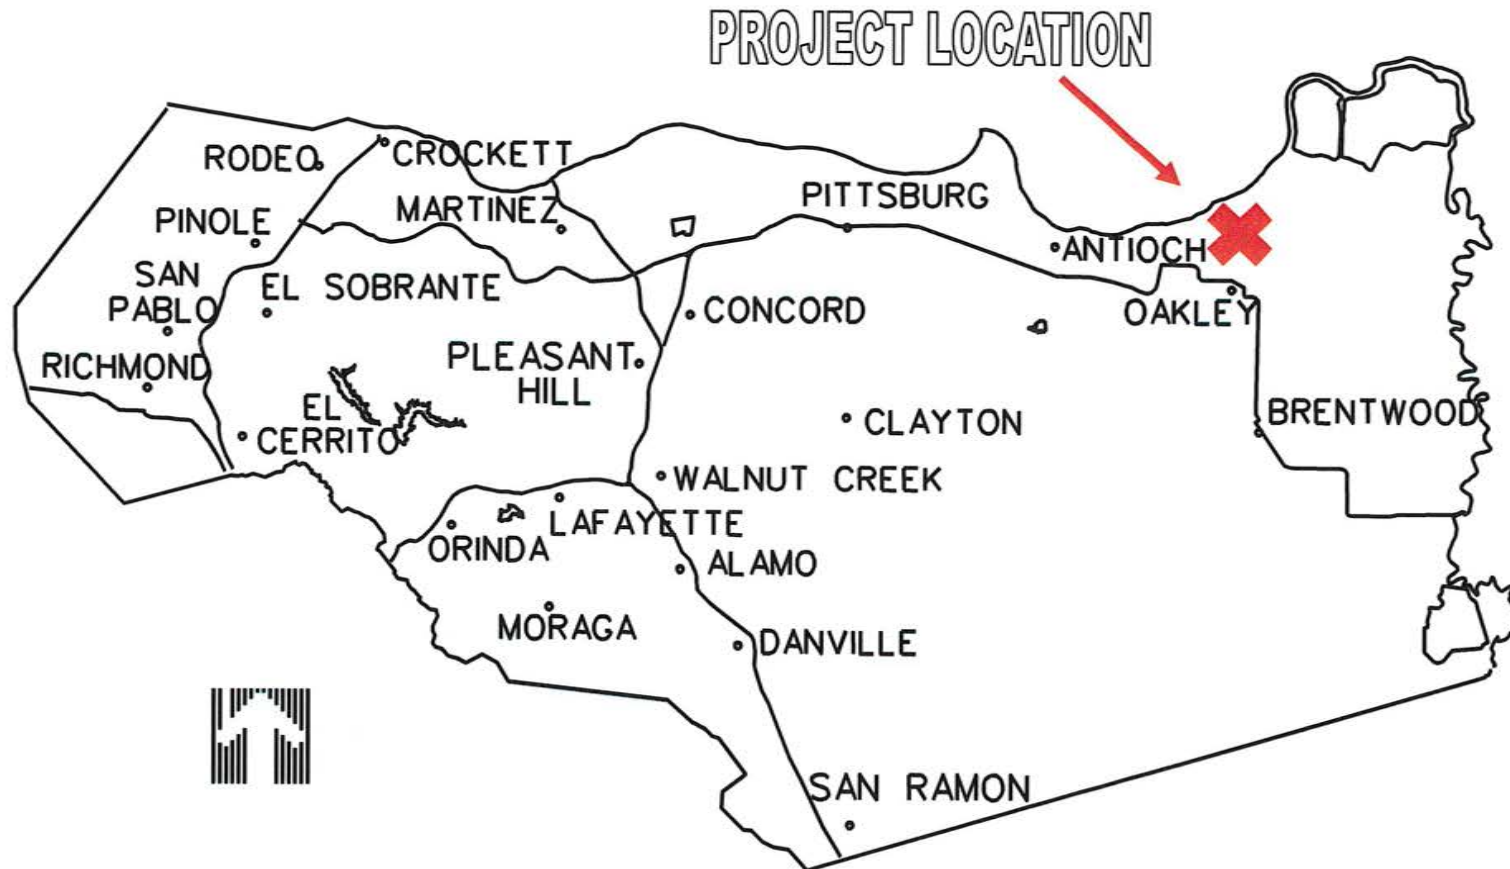 PROJECT LOCATION
RODEO
CROCKETT
PITTSBURG
MARTINEZ
PINOLE
ANTIOCH
SAN
PABLO
EL SOBRANTE
CONCORD
OAKLEY
RICHMOND
PLEASANT
HILL
EL
CERRITO
CLAYTON
BRENTWOOD
WALNUT CREEK
LAFAYETTE
ORINDA
ALAMO
MORAGA
DANVILLE
SAN RAMON